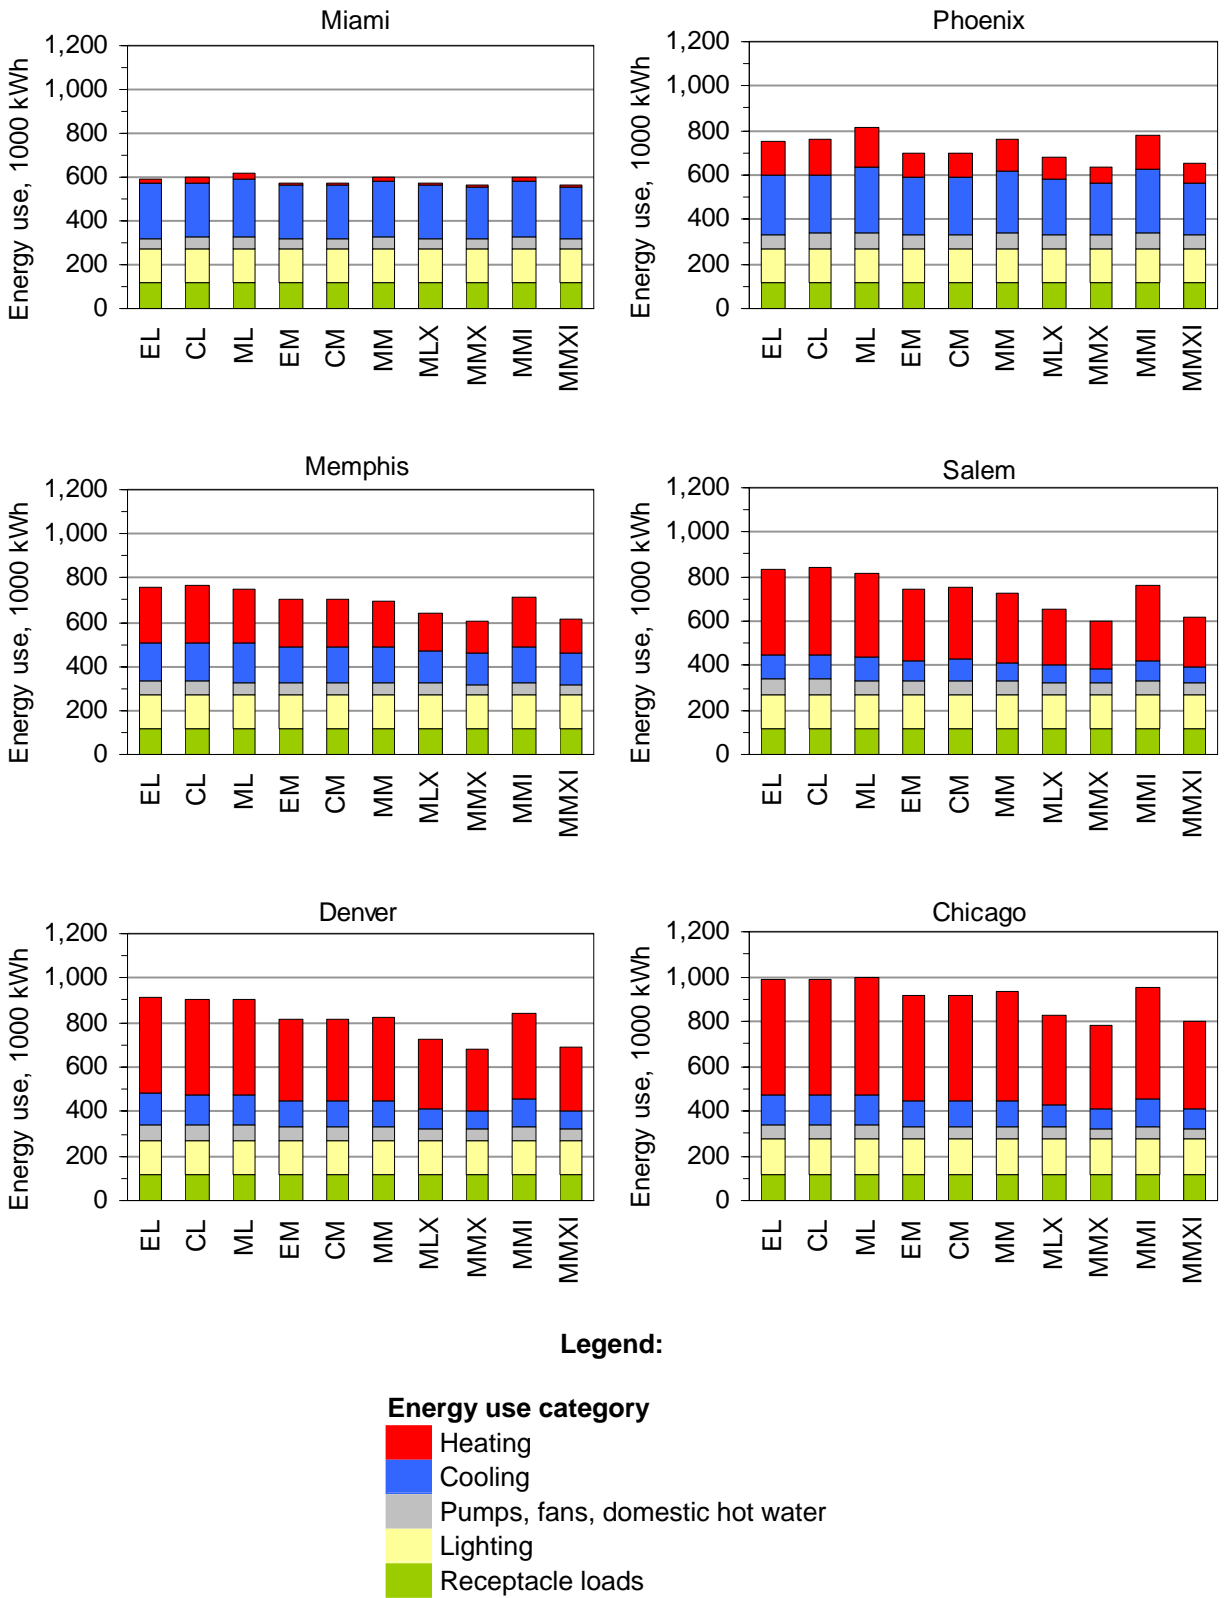 Miami
Energy use, 1000 kWh
1,200
1,000
800
600
400
200
0
EL CL ML EM CM MM MLX MMX MMI MMXI
Phoenix
Energy use, 1000 kWh
1,200
1,000
800
600
400
200
0
EL CL ML EM CM MM MLX MMX MMI MMXI
Memphis
Energy use, 1000 kWh
1,200
1,000
800
600
400
200
0
EL CL ML EM CM MM MLX MMX MMI MMXI
Salem
Energy use, 1000 kWh
1,200
1,000
800
600
400
200
0
EL CL ML EM CM MM MLX MMX MMI MMXI
Denver
Energy use, 1000 kWh
1,200
1,000
800
600
400
200
0
EL CL ML EM CM MM MLX MMX MMI MMXI
Chicago
Energy use, 1000 kWh
1,200
1,000
800
600
400
200
0
EL CL ML EM CM MM MLX MMX MMI MMXI
Legend:
Energy use category
Heating
Cooling
Pumps, fans, domestic hot water
Lighting
Receptacle loads